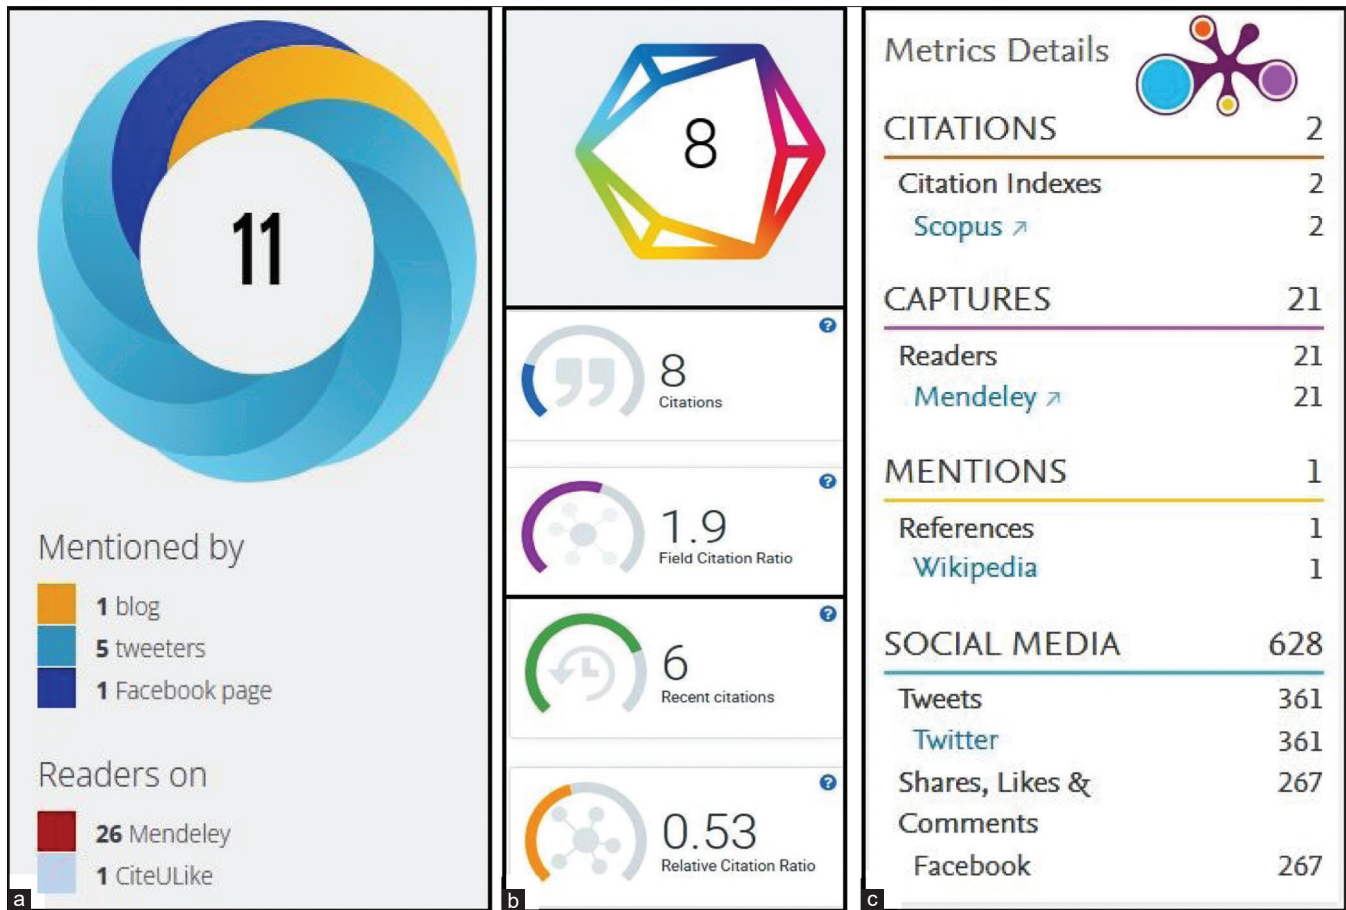 11
Mentioned by
1 blog
5 tweeters
1 Facebook page
Readers on
26 Mendeley
1 CiteULike
a
8
?
8
Citations
?
1.9
Field Citation Ratio
?
6
Recent citations
?
0.53
Relative Citation Ratio
b
Metrics Details
CITATIONS 2
Citation Indexes 2
Scopus ↗ 2
CAPTURES 21
Readers 21
Mendeley ↗ 21
MENTIONS 1
References 1
Wikipedia 1
SOCIAL MEDIA 628
Tweets 361
Twitter 361
Shares, Likes & 267
Comments
Facebook 267
c